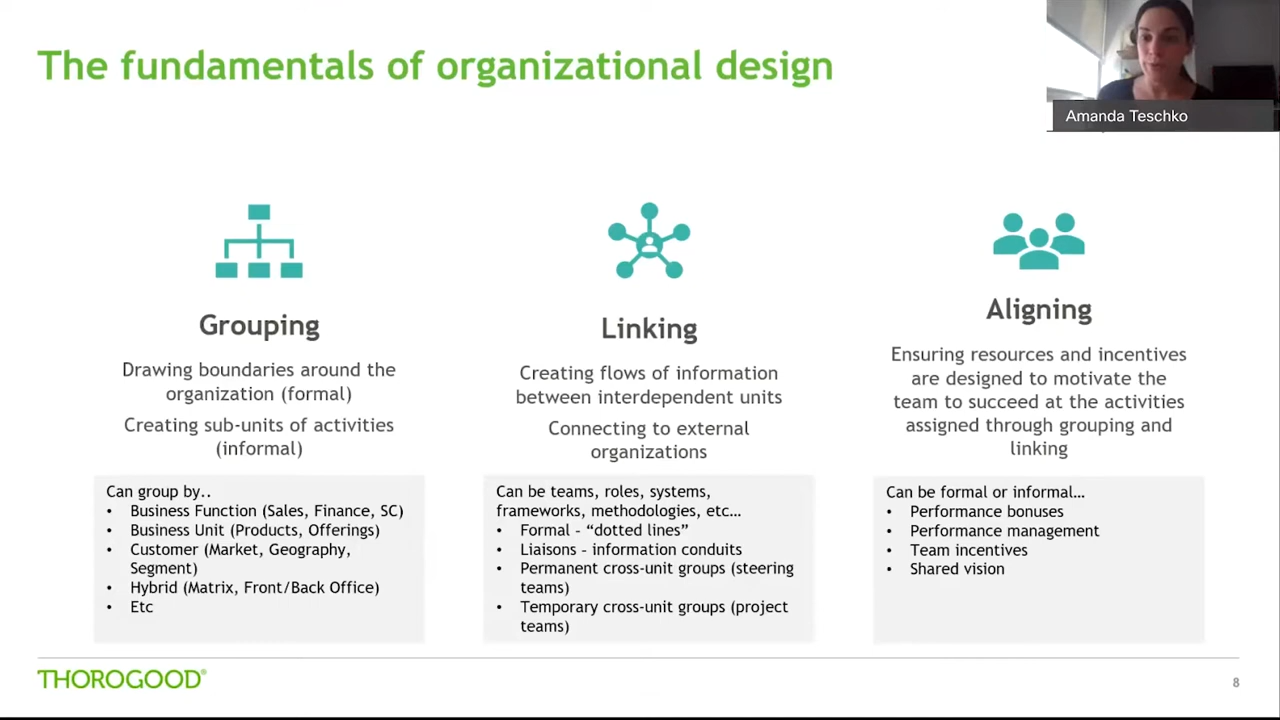 The fundamentals of organizational design
Amanda Teschko
Grouping
Drawing boundaries around the
organization (formal)
Creating sub-units of activities
(informal)
Can group by..
• Business Function (Sales, Finance, SC)
• Business Unit (Products, Offerings)
• Customer (Market, Geography,
Segment)
• Hybrid (Matrix, Front/Back Office)
• Etc
Linking
Creating flows of information
between interdependent units
Connecting to external
organizations
Can be teams, roles, systems,
frameworks, methodologies, etc…
• Formal - “dotted lines”
• Liaisons - information conduits
• Permanent cross-unit groups (steering
teams)
• Temporary cross-unit groups (project
teams)
Aligning
Ensuring resources and incentives
are designed to motivate the
team to succeed at the activities
assigned through grouping and
linking
Can be formal or informal…
• Performance bonuses
• Performance management
• Team incentives
• Shared vision
THOROGOOD®
8